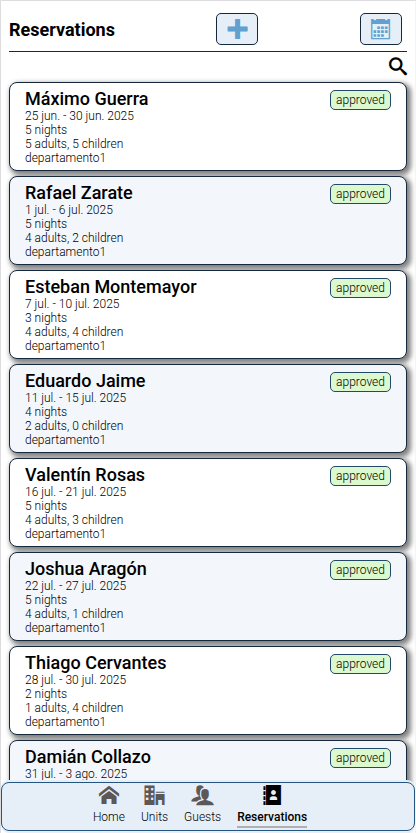 Reservations
Máximo Guerra
approved
25 jun. - 30 jun. 2025
5 nights
5 adults, 5 children
departamento1
Rafael Zarate
approved
1 jul. - 6 jul. 2025
5 nights
4 adults, 2 children
departamento1
Esteban Montemayor
approved
7 jul. - 10 jul. 2025
3 nights
4 adults, 4 children
departamento1
Eduardo Jaime
approved
11 jul. - 15 jul. 2025
4 nights
2 adults, 0 children
departamento1
Valentín Rosas
approved
16 jul. - 21 jul. 2025
5 nights
4 adults, 3 children
departamento1
Joshua Aragón
approved
22 jul. - 27 jul. 2025
5 nights
4 adults, 1 children
departamento1
Thiago Cervantes
approved
28 jul. - 30 jul. 2025
2 nights
1 adults, 4 children
departamento1
Damián Collazo
approved
31 jul. - 3 ago. 2025
Home
Units
Guests
Reservations